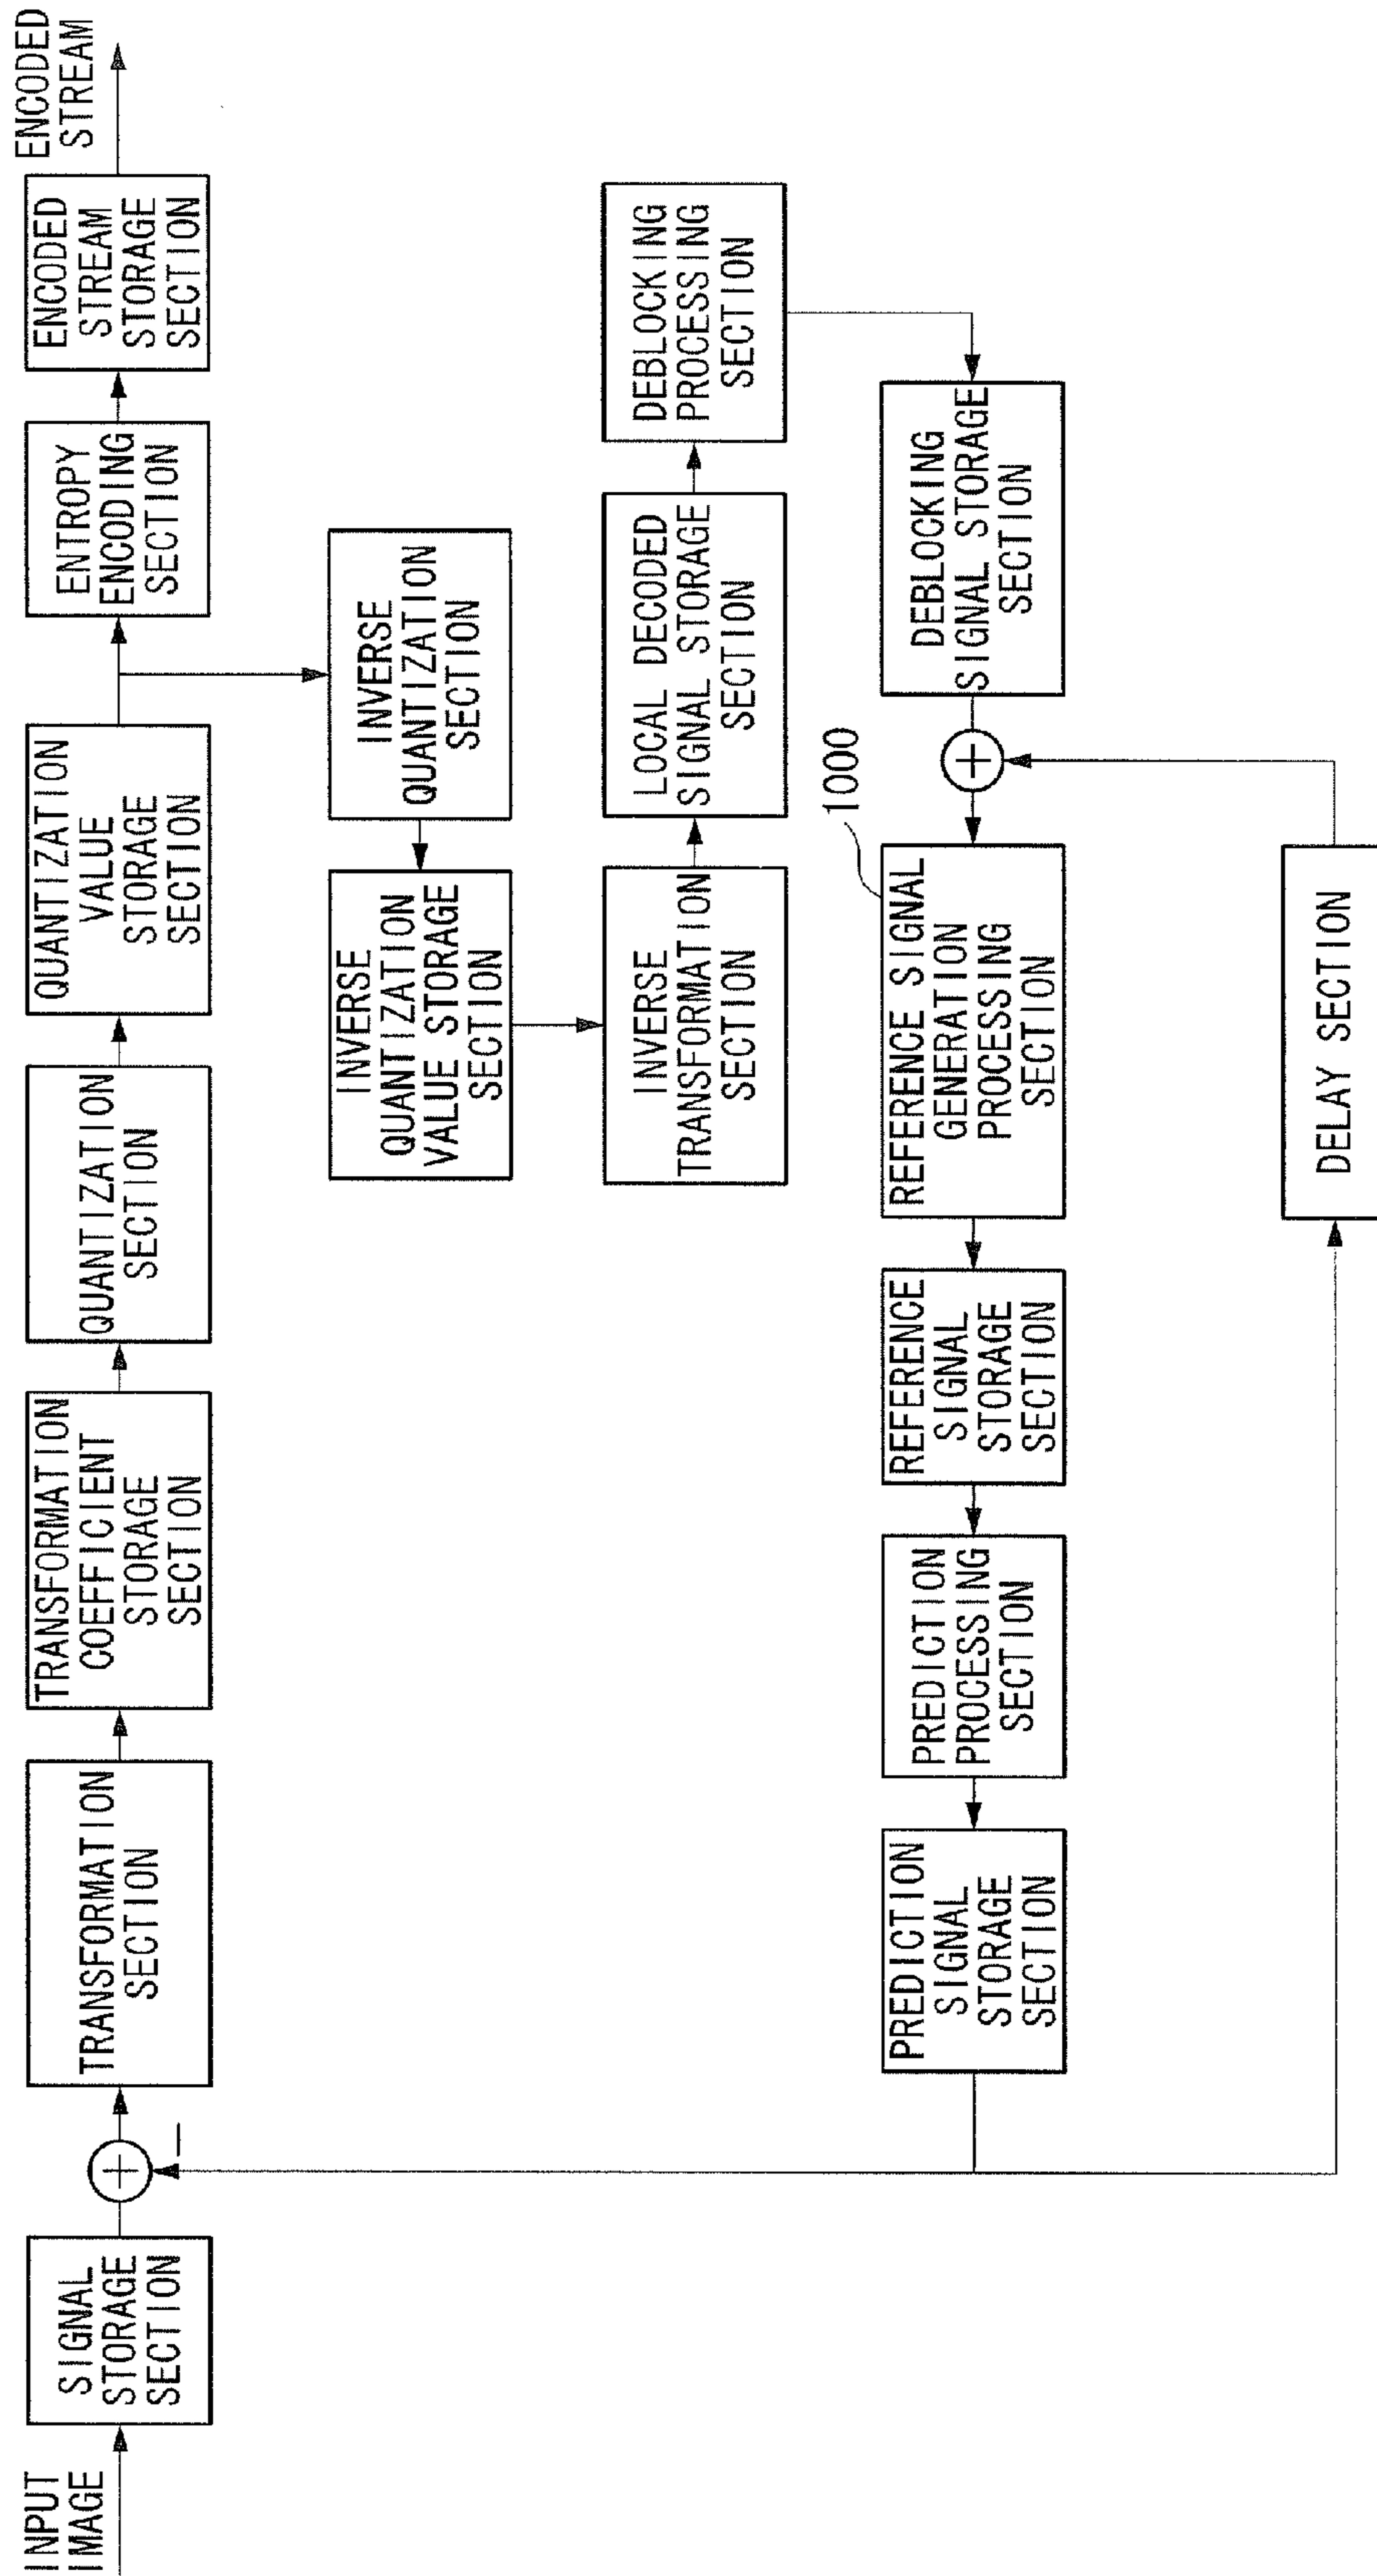 INPUT
IMAGE
SIGNAL
STORAGE
SECTION
+
−
TRANSFORMATION
SECTION
TRANSFORMATION
COEFFICIENT
STORAGE
SECTION
QUANTIZATION
SECTION
QUANTIZATION
VALUE
STORAGE
SECTION
ENTROPY
ENCODING
SECTION
ENCODED
STREAM
STORAGE
SECTION
ENCODED
STREAM
INVERSE
QUANTIZATION
SECTION
INVERSE
QUANTIZATION
VALUE STORAGE
SECTION
INVERSE
TRANSFORMATION
SECTION
LOCAL DECODED
SIGNAL STORAGE
SECTION
DEBLOCKING
PROCESSING
SECTION
DEBLOCKING
SIGNAL STORAGE
SECTION
+
1000
REFERENCE SIGNAL
GENERATION
PROCESSING
SECTION
REFERENCE
SIGNAL
STORAGE
SECTION
PREDICTION
PROCESSING
SECTION
PREDICTION
SIGNAL
STORAGE
SECTION
DELAY SECTION